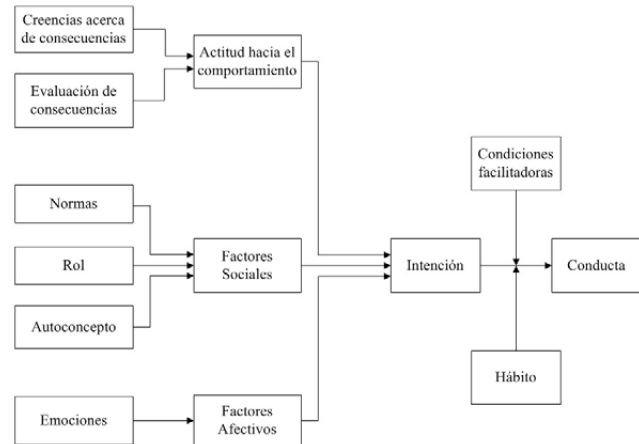 Creencias acerca
de consecuencias
Actitud hacia el
comportamiento
Evaluación de
consecuencias
Condiciones
facilitadoras
Normas
Rol
Factores
Sociales
Intención
Conducta
Autoconcepto
Hábito
Emociones
Factores
Afectivos